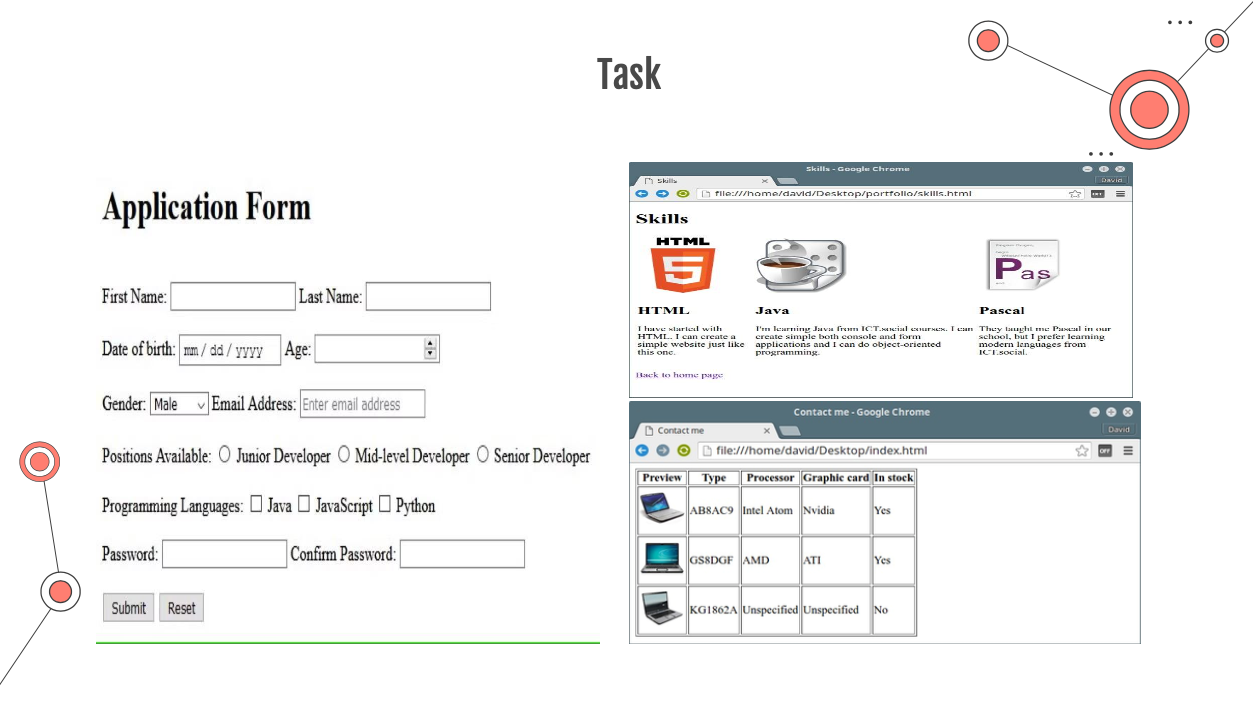 Task
Application Form
First Name: Last Name:
Date of birth: mm / dd / yyyy Age:
Gender: Male Email Address: Enter email address
Positions Available: Junior Developer Mid-level Developer Senior Developer
Programming Languages: Java JavaScript Python
Password: Confirm Password:
Submit Reset
Skills - Google Chrome
Skills
David
file:///home/david/Desktop/portfolio/skills.html
Skills
HTML
5
Pas
HTML
I have started with
HTML. I can create a
simple website just like
this one.
Java
I'm learning Java from ICT.social courses. I can
create simple both console and form
applications and I can do object-oriented
programming.
Pascal
They taught me Pascal in our
school, but I prefer learning
modern languages from
ICT.social.
Back to home page
Contact me - Google Chrome
Contact me
David
file:///home/david/Desktop/index.html
OFF
Preview Type Processor Graphic card In stock
AB8AC9 Intel Atom Nvidia Yes
GS8DGF AMD ATI Yes
KG1862A Unspecified Unspecified No